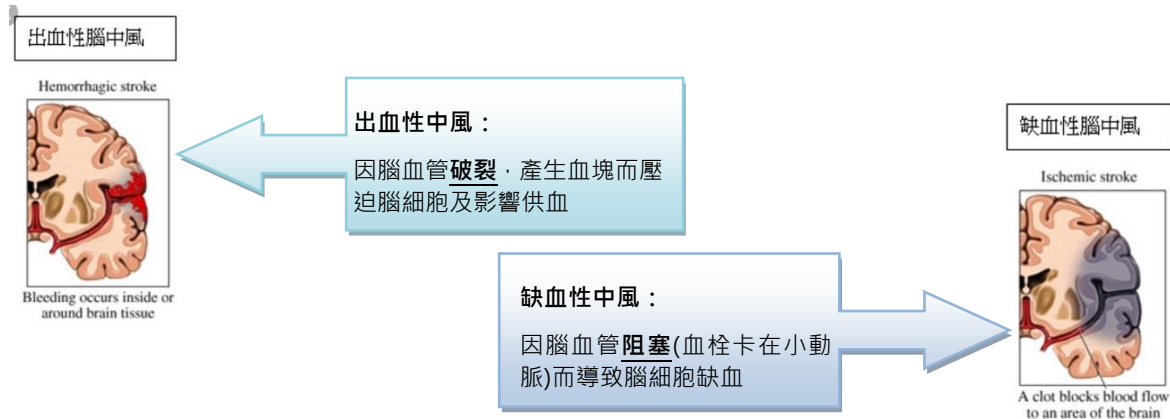 出血性腦中風
Hemorrhagic stroke
Bleeding occurs inside or
around brain tissue
出血性中風：
因腦血管破裂，產生血塊而壓
迫腦細胞及影響供血
缺血性中風：
因腦血管阻塞(血栓卡在小動
脈)而導致腦細胞缺血
缺血性腦中風
Ischemic stroke
A clot blocks blood flow
to an area of the brain